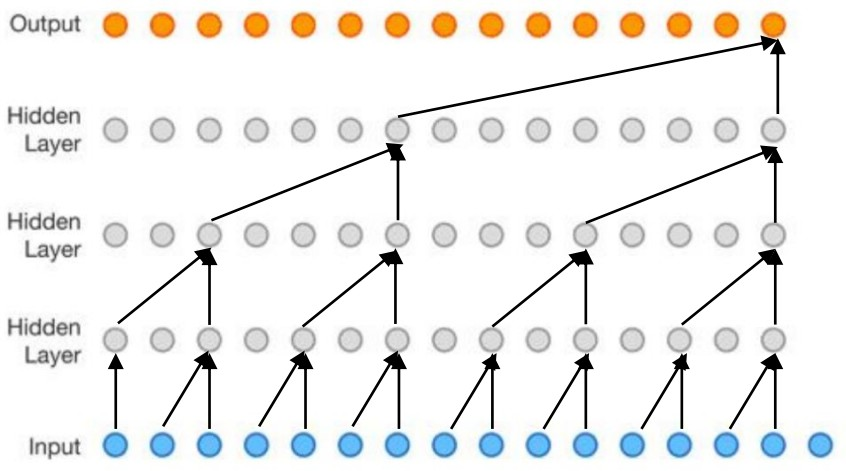 Output
Hidden
Layer
Hidden
Layer
Hidden
Layer
Input